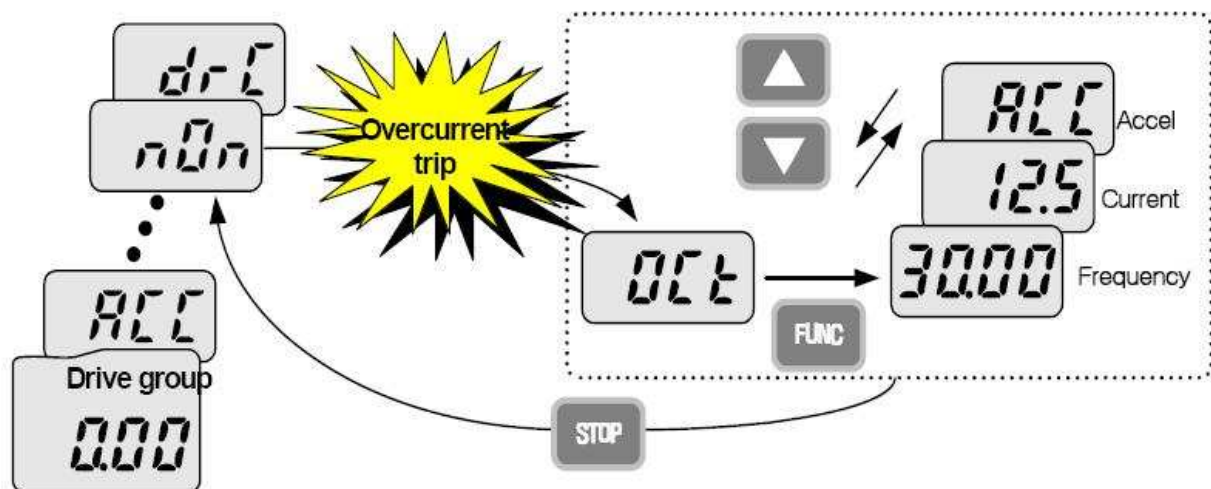 drC
n0n
ACC
Drive group
0.00
Overcurrent
trip
OCt
FUNC
STOP
ACC
Accel
12.5
Current
30.00
Frequency